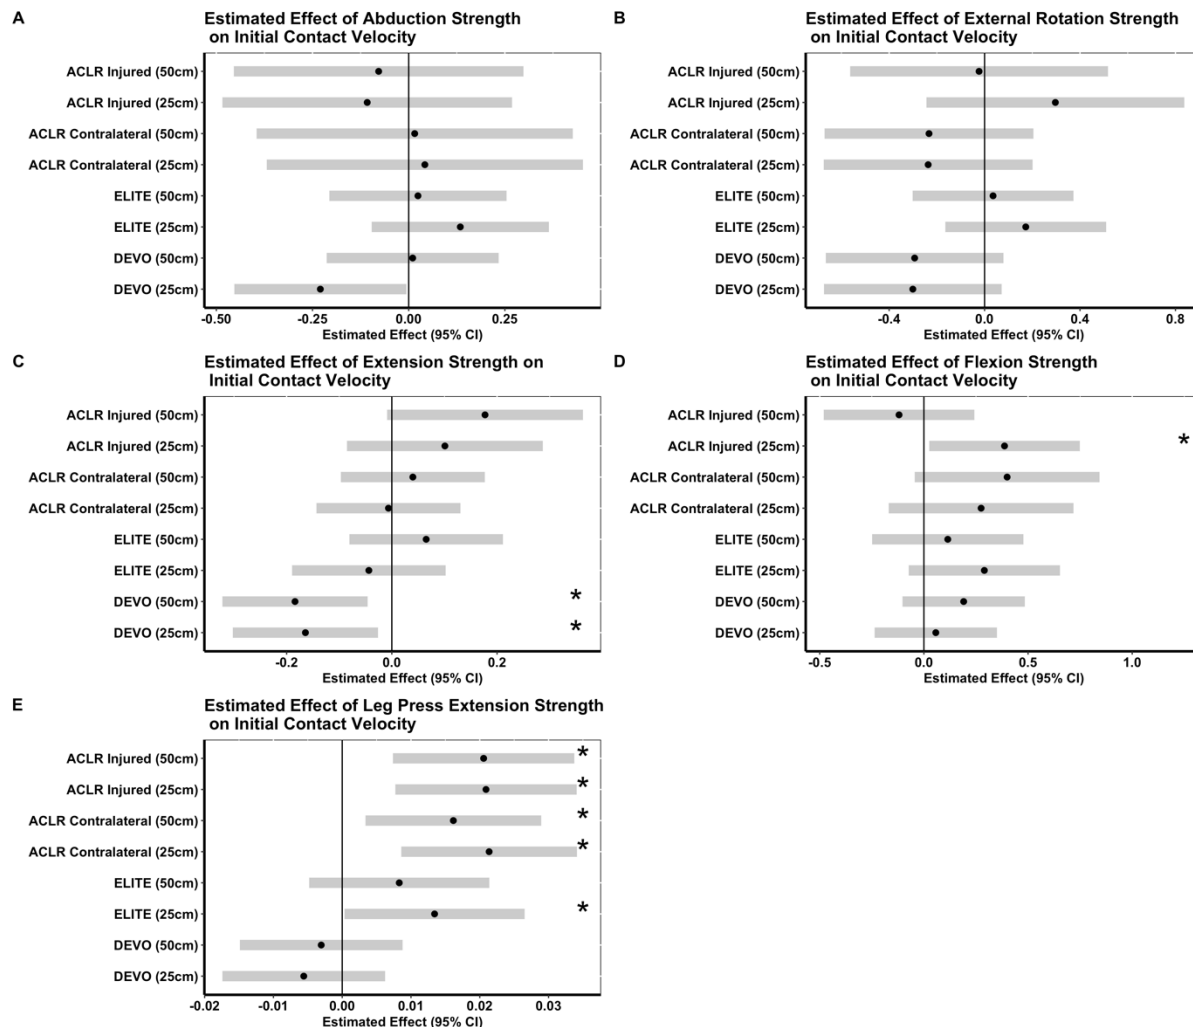 A
Estimated Effect of Abduction Strength
on Initial Contact Velocity
ACLR Injured (50cm)
ACLR Injured (25cm)
ACLR Contralateral (50cm)
ACLR Contralateral (25cm)
ELITE (50cm)
ELITE (25cm)
DEVO (50cm)
DEVO (25cm)
-0.50 -0.25 0.00 0.25
Estimated Effect (95% CI)
B
Estimated Effect of External Rotation Strength
on Initial Contact Velocity
ACLR Injured (50cm)
ACLR Injured (25cm)
ACLR Contralateral (50cm)
ACLR Contralateral (25cm)
ELITE (50cm)
ELITE (25cm)
DEVO (50cm)
DEVO (25cm)
-0.4 0.0 0.4 0.8
Estimated Effect (95% CI)
C
Estimated Effect of Extension Strength on
Initial Contact Velocity
ACLR Injured (50cm)
ACLR Injured (25cm)
ACLR Contralateral (50cm)
ACLR Contralateral (25cm)
ELITE (50cm)
ELITE (25cm)
DEVO (50cm) *
DEVO (25cm) *
-0.2 0.0 0.2
Estimated Effect (95% CI)
D
Estimated Effect of Flexion Strength
on Initial Contact Velocity
ACLR Injured (50cm)
ACLR Injured (25cm) *
ACLR Contralateral (50cm)
ACLR Contralateral (25cm)
ELITE (50cm)
ELITE (25cm)
DEVO (50cm)
DEVO (25cm)
-0.5 0.0 0.5 1.0
Estimated Effect (95% CI)
E
Estimated Effect of Leg Press Extension Strength
on Initial Contact Velocity
ACLR Injured (50cm) *
ACLR Injured (25cm) *
ACLR Contralateral (50cm) *
ACLR Contralateral (25cm) *
ELITE (50cm)
ELITE (25cm) *
DEVO (50cm)
DEVO (25cm)
-0.02 -0.01 0.00 0.01 0.02 0.03
Estimated Effect (95% CI)